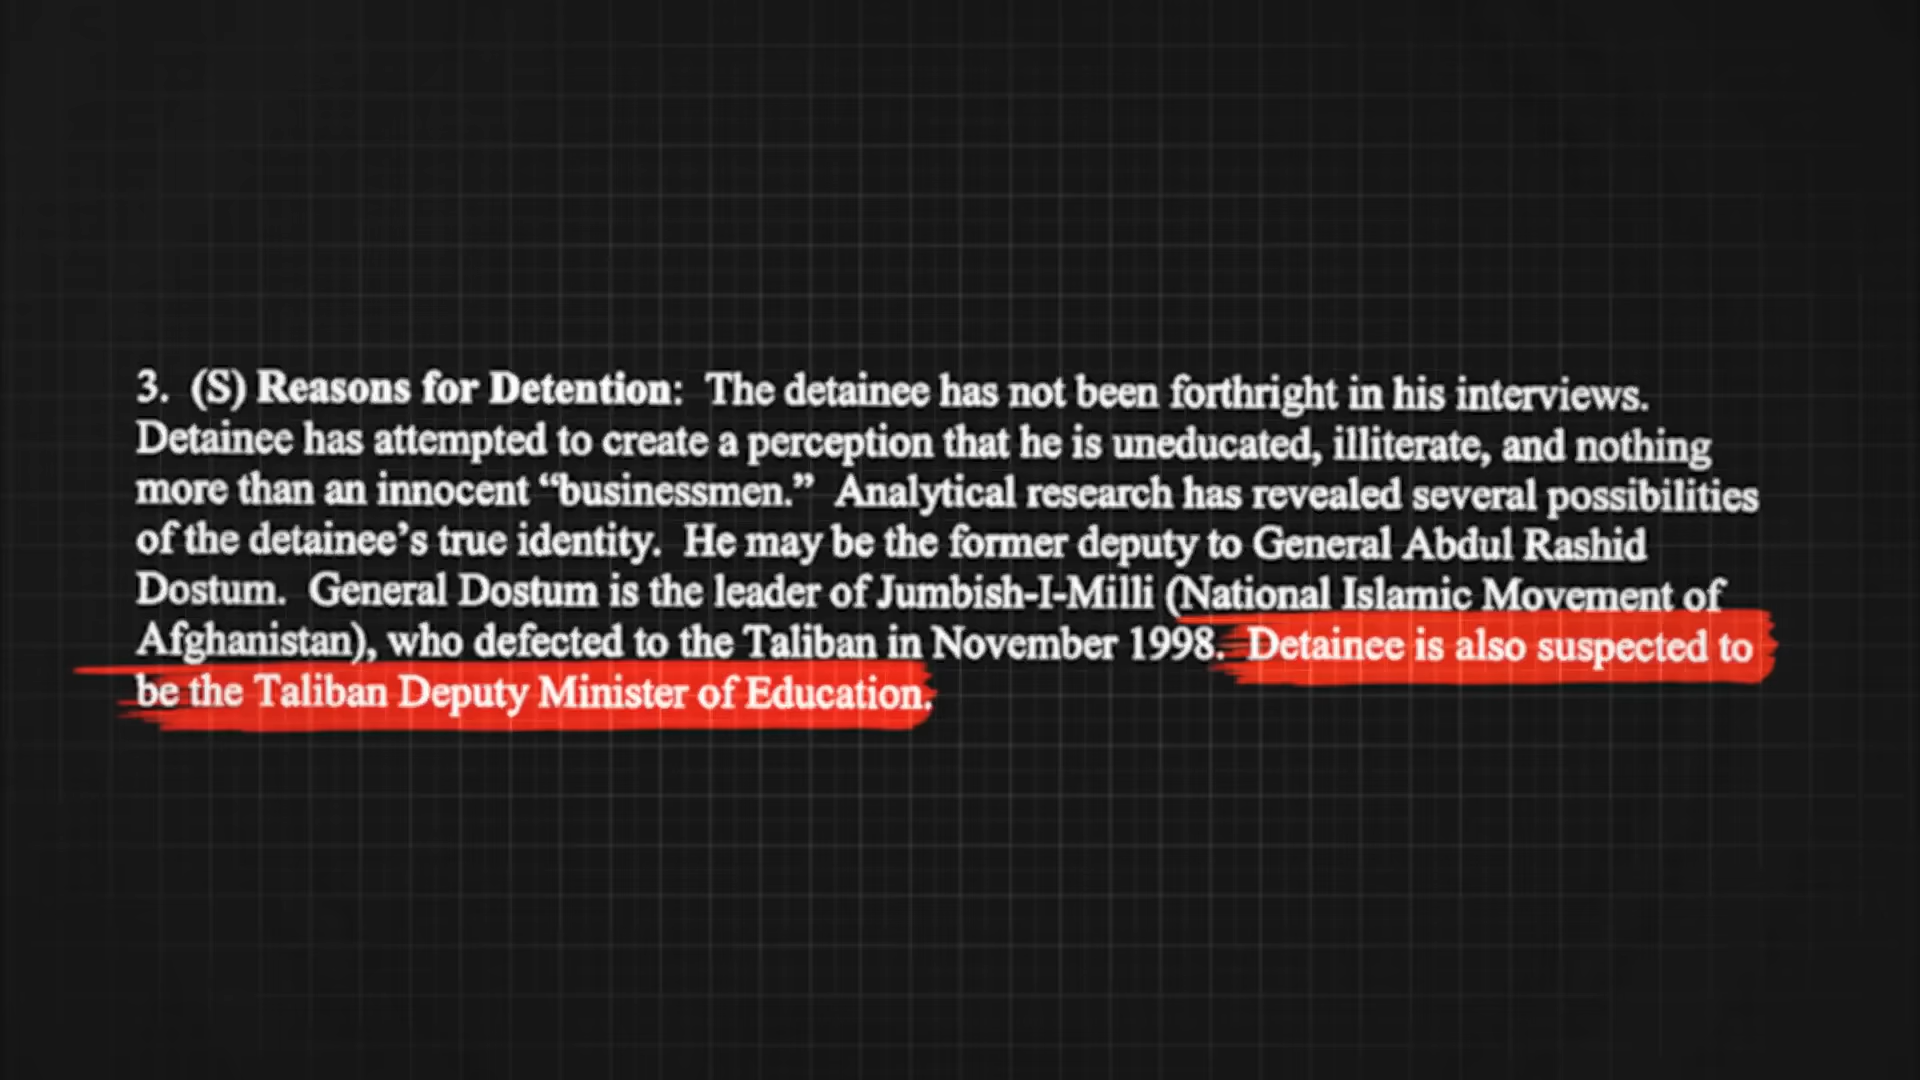 3. (S) Reasons for Detention: The detainee has not been forthright in his interviews.
Detainee has attempted to create a perception that he is uneducated, illiterate, and nothing
more than an innocent “businessmen.” Analytical research has revealed several possibilities
of the detainee’s true identity. He may be the former deputy to General Abdul Rashid
Dostum. General Dostum is the leader of Jumbish-I-Milli (National Islamic Movement of
Afghanistan), who defected to the Taliban in November 1998. Detainee is also suspected to
be the Taliban Deputy Minister of Education.